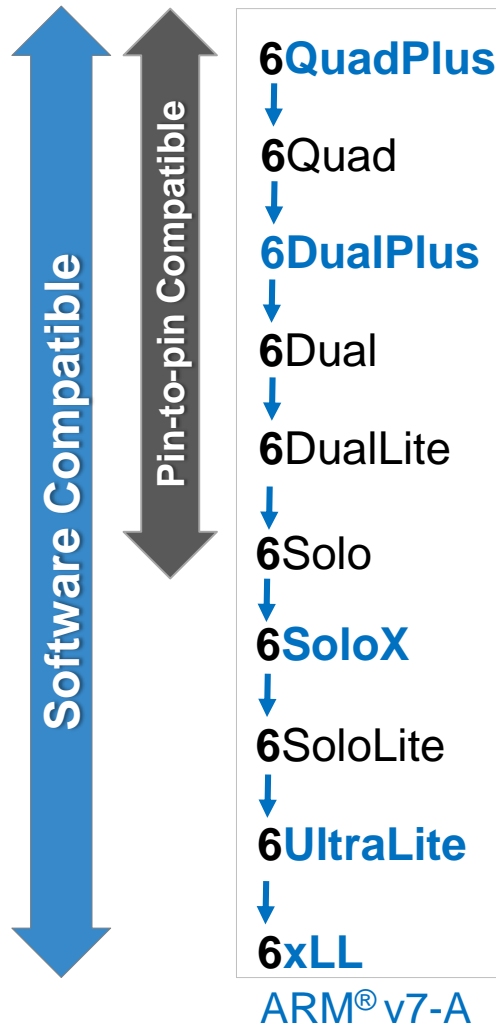 Software Compatible
Pin-to-pin Compatible
6QuadPlus
6Quad
6DualPlus
6Dual
6DualLite
6Solo
6SoloX
6SoloLite
6UltraLite
6xLL
ARM® v7-A